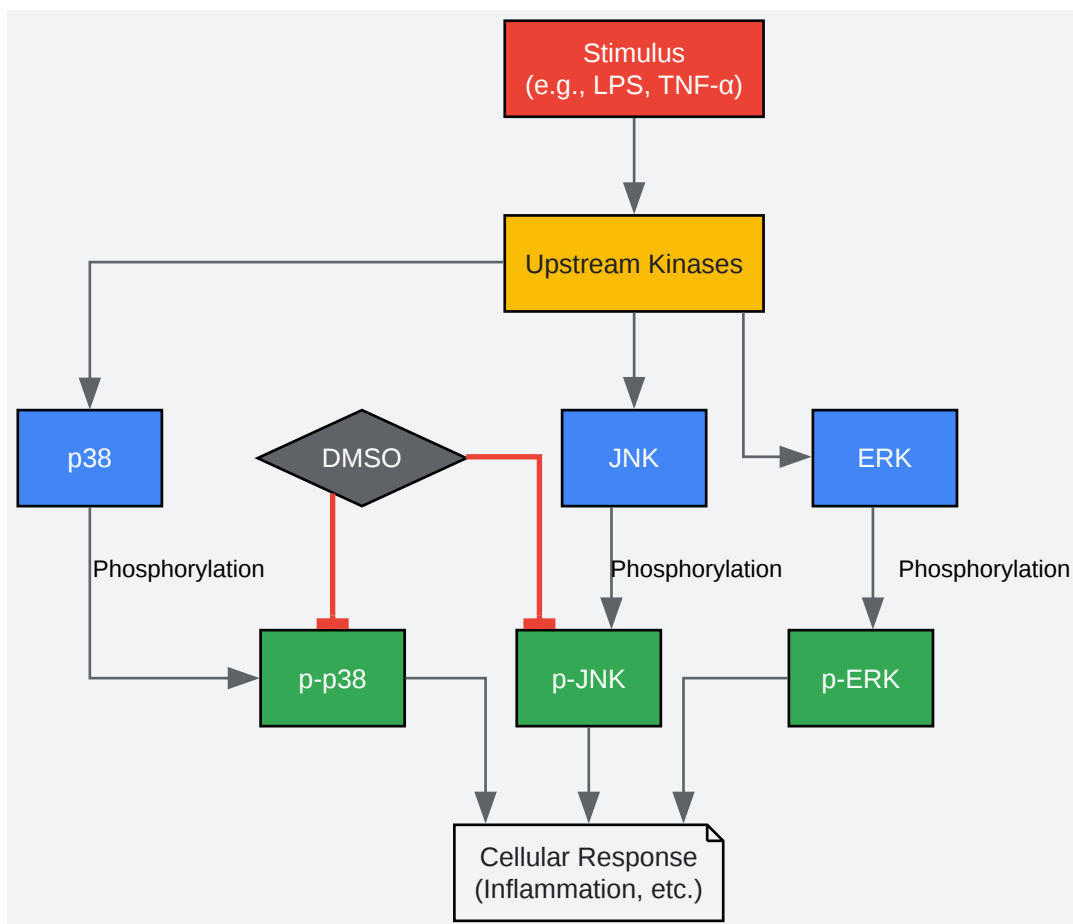 Stimulus
(e.g., LPS, TNF-α)
Upstream Kinases
p38
DMSO
JNK
ERK
Phosphorylation
Phosphorylation
Phosphorylation
p-p38
p-JNK
p-ERK
Cellular Response
(Inflammation, etc.)